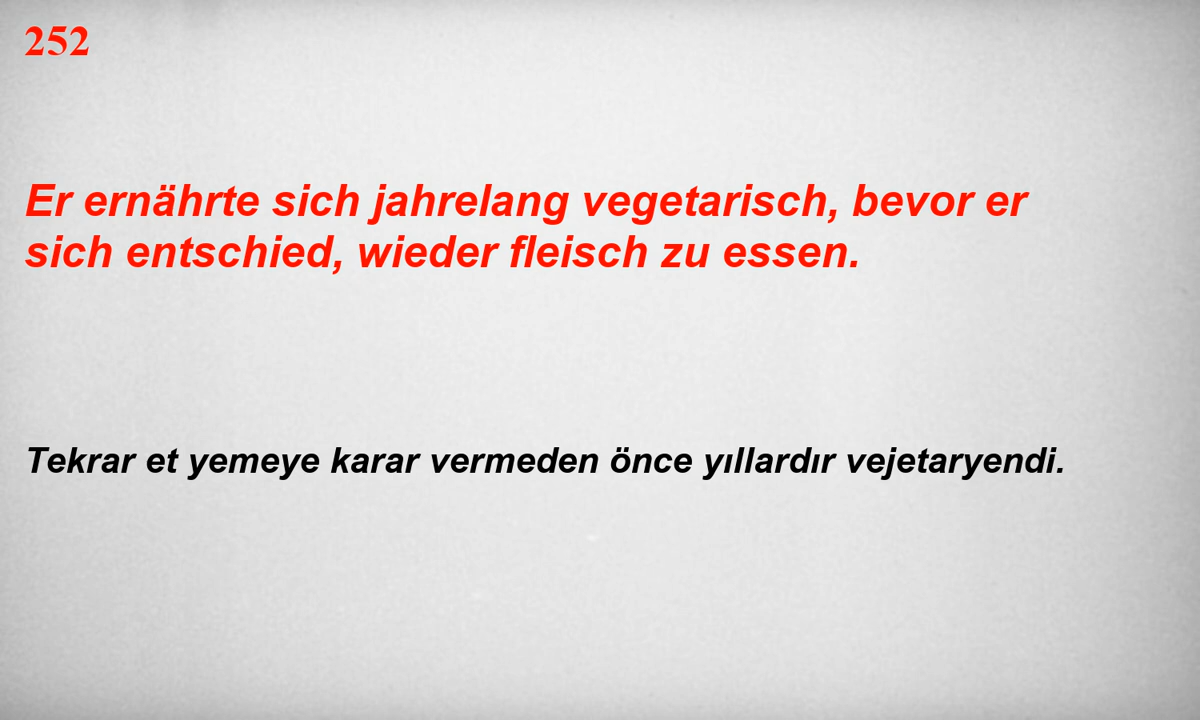 252
Er ernährte sich jahrelang vegetarisch, bevor er
sich entschied, wieder fleisch zu essen.
Tekrar et yemeye karar vermeden önce yıllardır vejetaryendi.